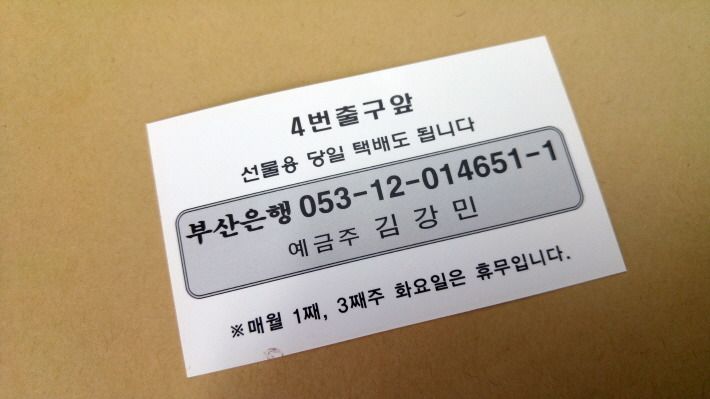 4번출구앞
선물용 당일 택배도 됩니다
부산은행 053-12-014651-1
예금주 김강민
※매월 1째, 3째주 화요일은 휴무입니다.